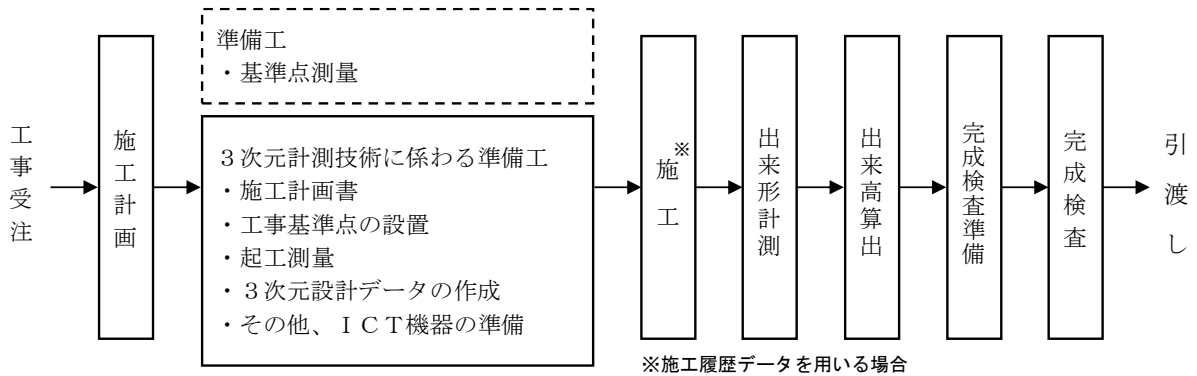 工事受注
施工計画
準備工
・基準点測量
３次元計測技術に係わる準備工
・施工計画書
・工事基準点の設置
・起工測量
・３次元設計データの作成
・その他、ＩＣＴ機器の準備
施工※
出来形計測
出来高算出
完成検査準備
完成検査
引渡し
※施工履歴データを用いる場合